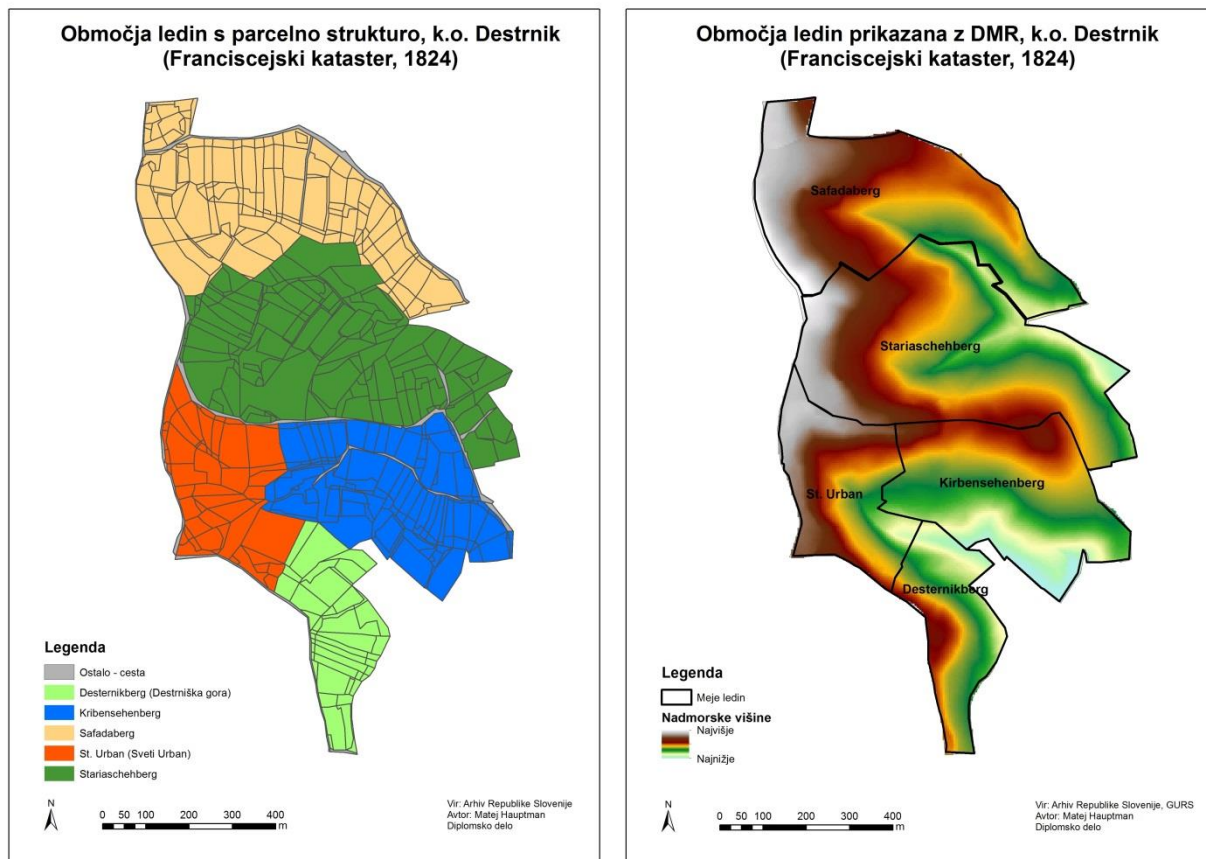 Območja ledin s parcelno strukturo, k.o. Destrnik
(Franciscejski kataster, 1824)
Legenda
Ostalo - cesta
Desternikberg (Destrniška gora)
Kribensehenberg
Safadaberg
St. Urban (Sveti Urban)
Stariaschehberg
N
0 50 100 200 300 400
m
Vir: Arhiv Republike Slovenije
Avtor: Matej Hauptman
Diplomsko delo
Območja ledin prikazana z DMR, k.o. Destrnik
(Franciscejski kataster, 1824)
Safadaberg
Stariaschehberg
Kirbensehenberg
St. Urban
Desternikberg
Legenda
Meje ledin
Nadmorske višine
Najvišje
Najnižje
N
0 50 100 200 300 400
m
Vir: Arhiv Republike Slovenije, GURS
Avtor: Matej Hauptman
Diplomsko delo